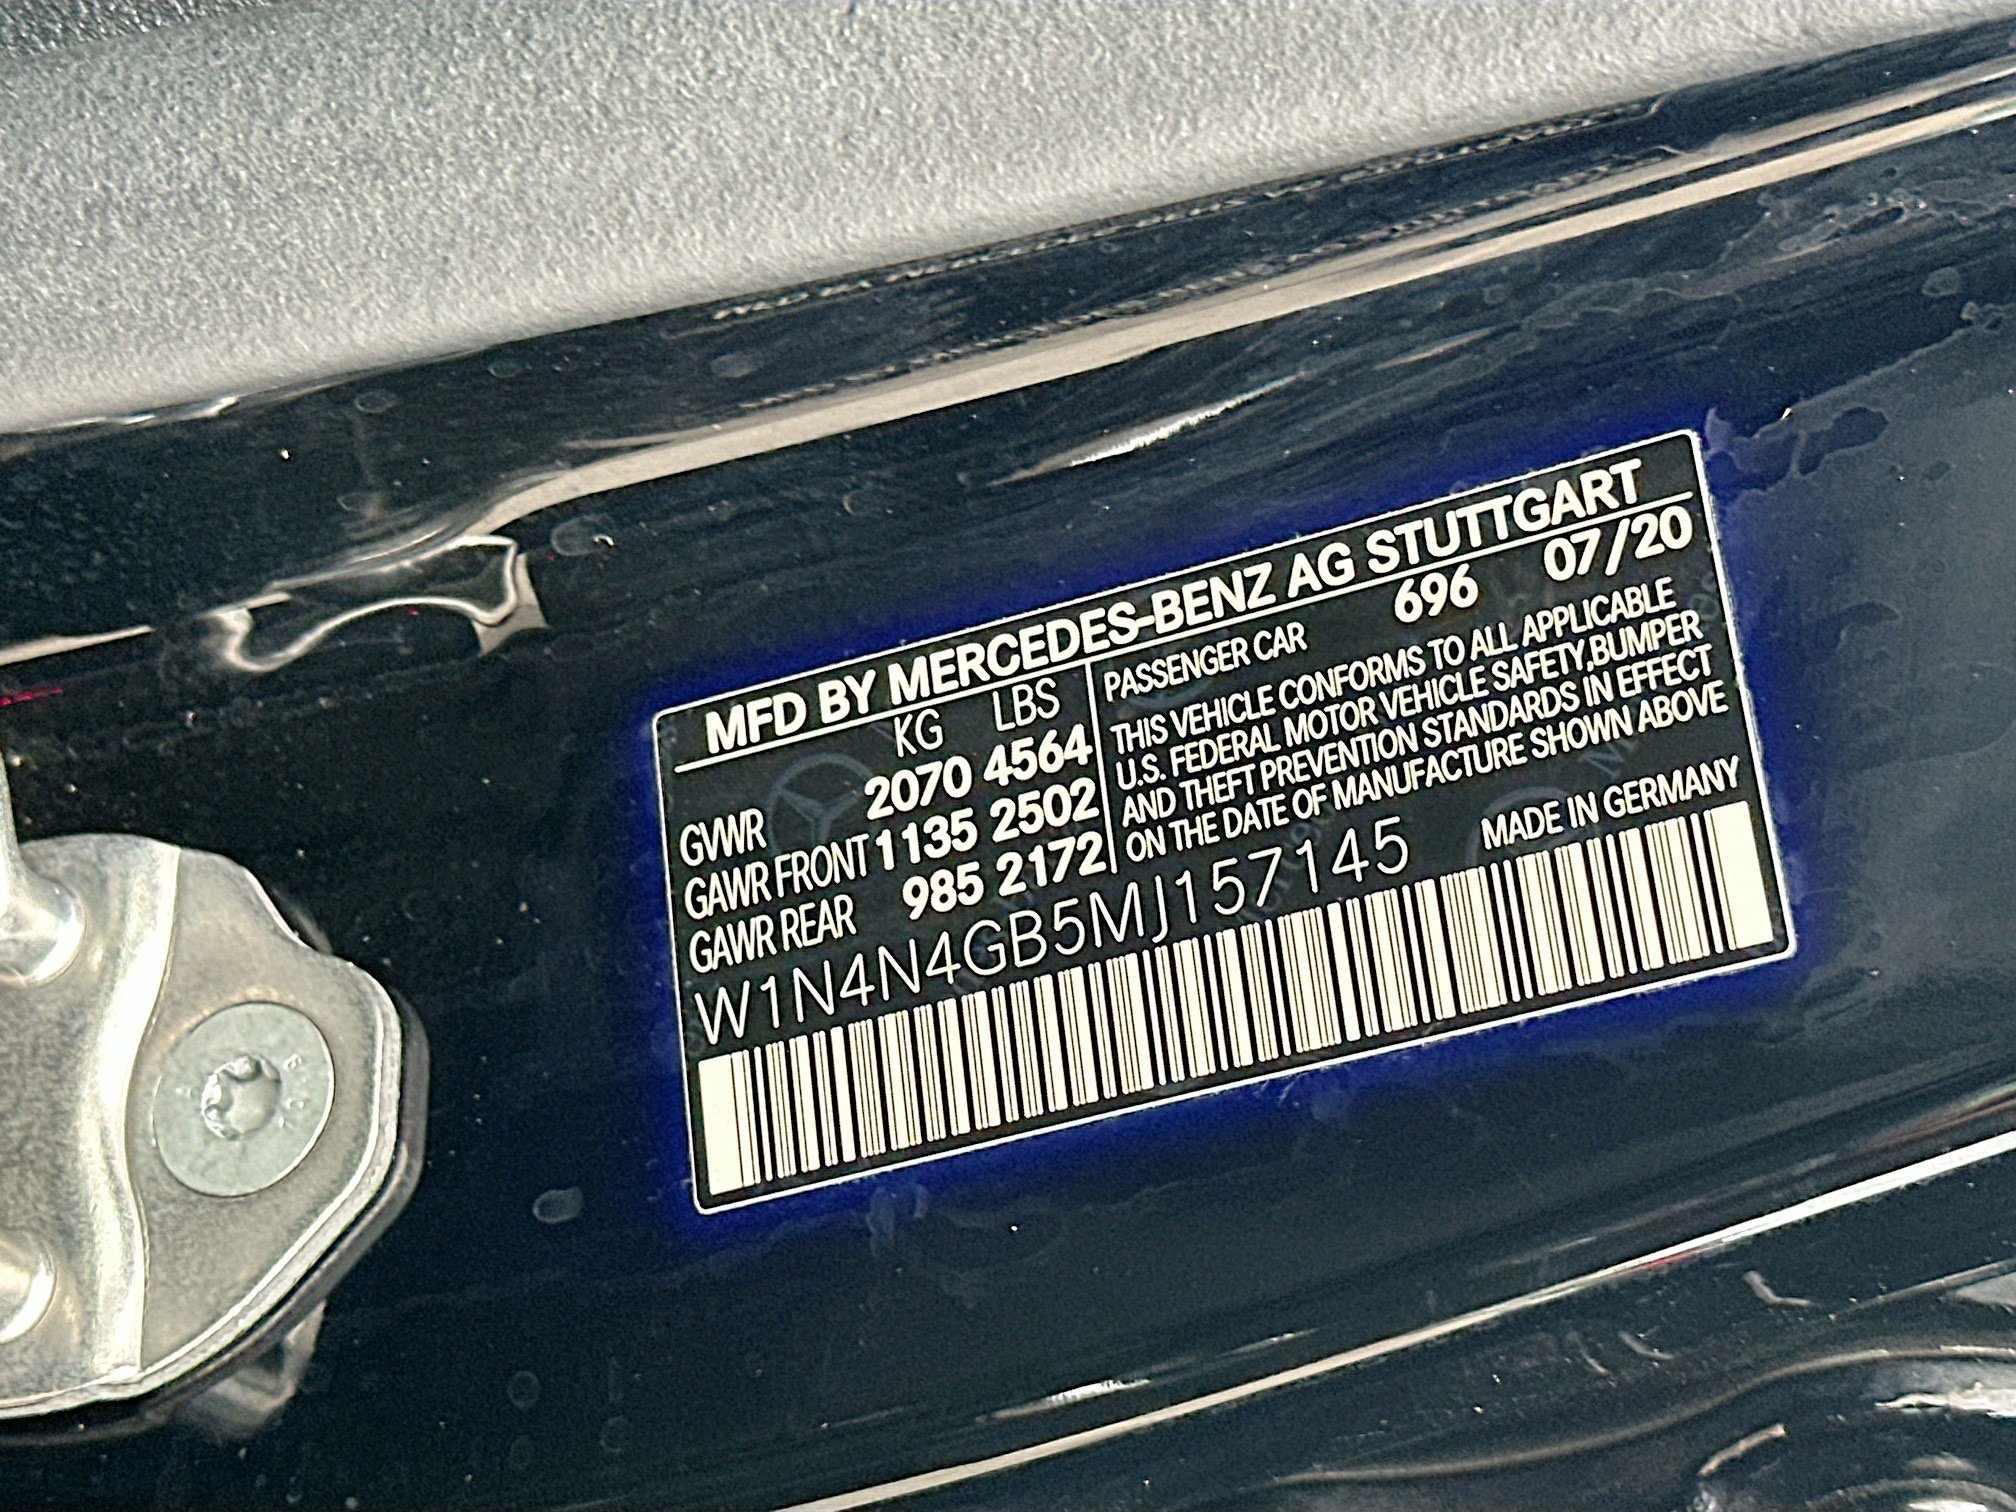 MFD BY MERCEDES-BENZ AG STUTTGART
KG LBS
GVWR 2070 4564
GAWR FRONT 1135 2502
GAWR REAR 985 2172
PASSENGER CAR 696 07/20
THIS VEHICLE CONFORMS TO ALL APPLICABLE
U.S. FEDERAL MOTOR VEHICLE SAFETY,BUMPER
AND THEFT PREVENTION STANDARDS IN EFFECT
ON THE DATE OF MANUFACTURE SHOWN ABOVE
W1N4N4GB5MJ157145 MADE IN GERMANY